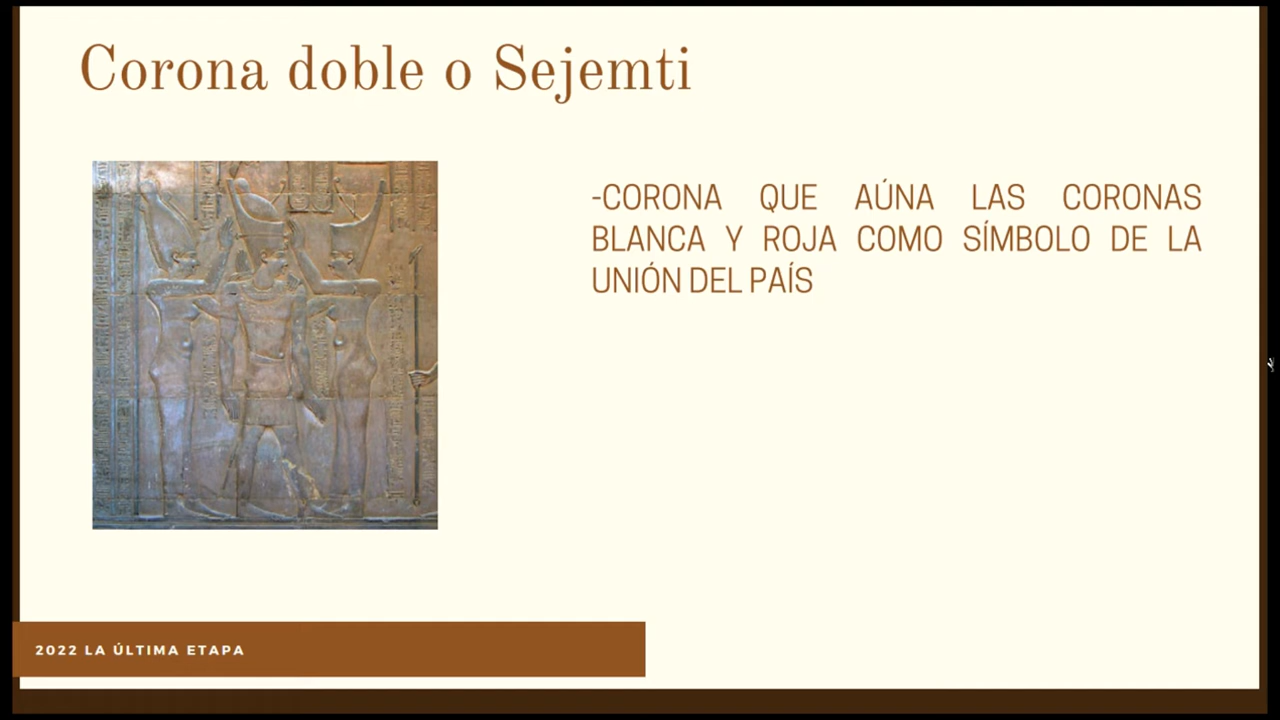 Corona doble o Sejemti
-CORONA QUE AÚNA LAS CORONAS
BLANCA Y ROJA COMO SÍMBOLO DE LA
UNIÓN DEL PAÍS
2022 LA ÚLTIMA ETAPA